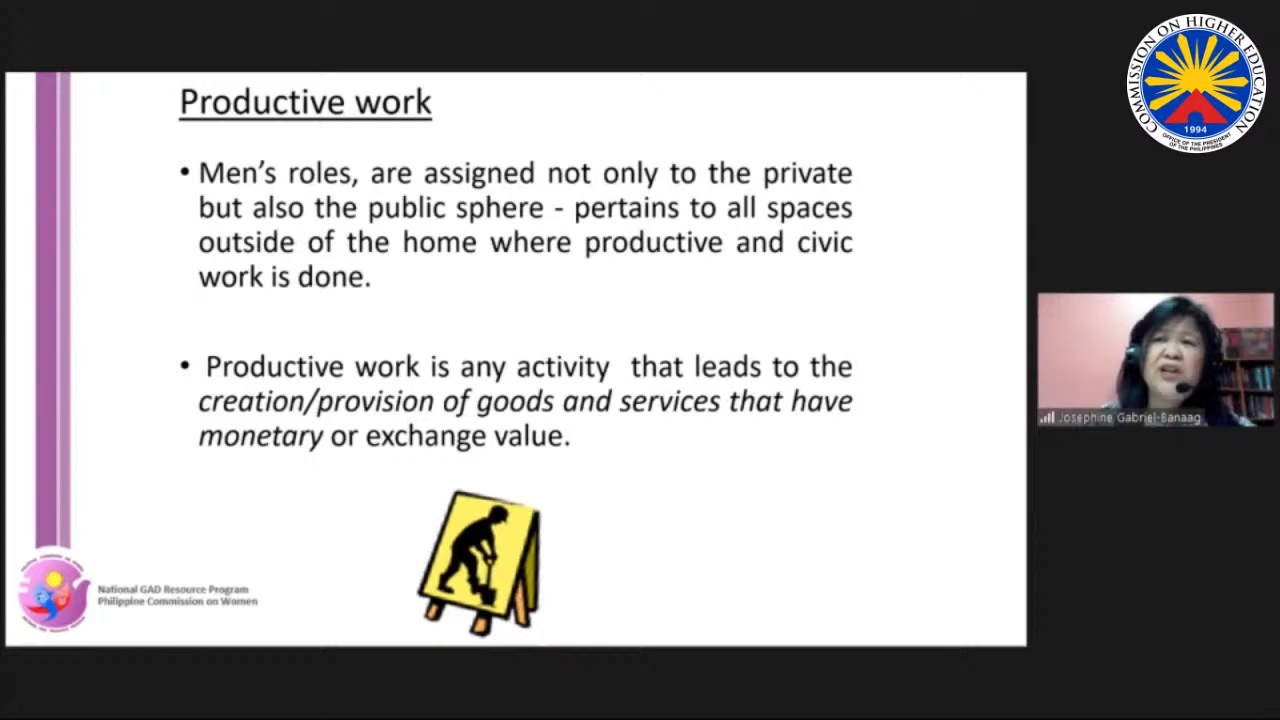 Productive work
• Men's roles, are assigned not only to the private
but also the public sphere - pertains to all spaces
outside of the home where productive and civic
work is done.
• Productive work is any activity that leads to the
creation/provision of goods and services that have
monetary or exchange value.
National GAD Resource Program
Philippine Commission on Women
COMMISSION ON HIGHER EDUCATION
1994
OFFICE OF THE PRESIDENT
OF THE PHILIPPINES
Josephine Gabriel-Banaag